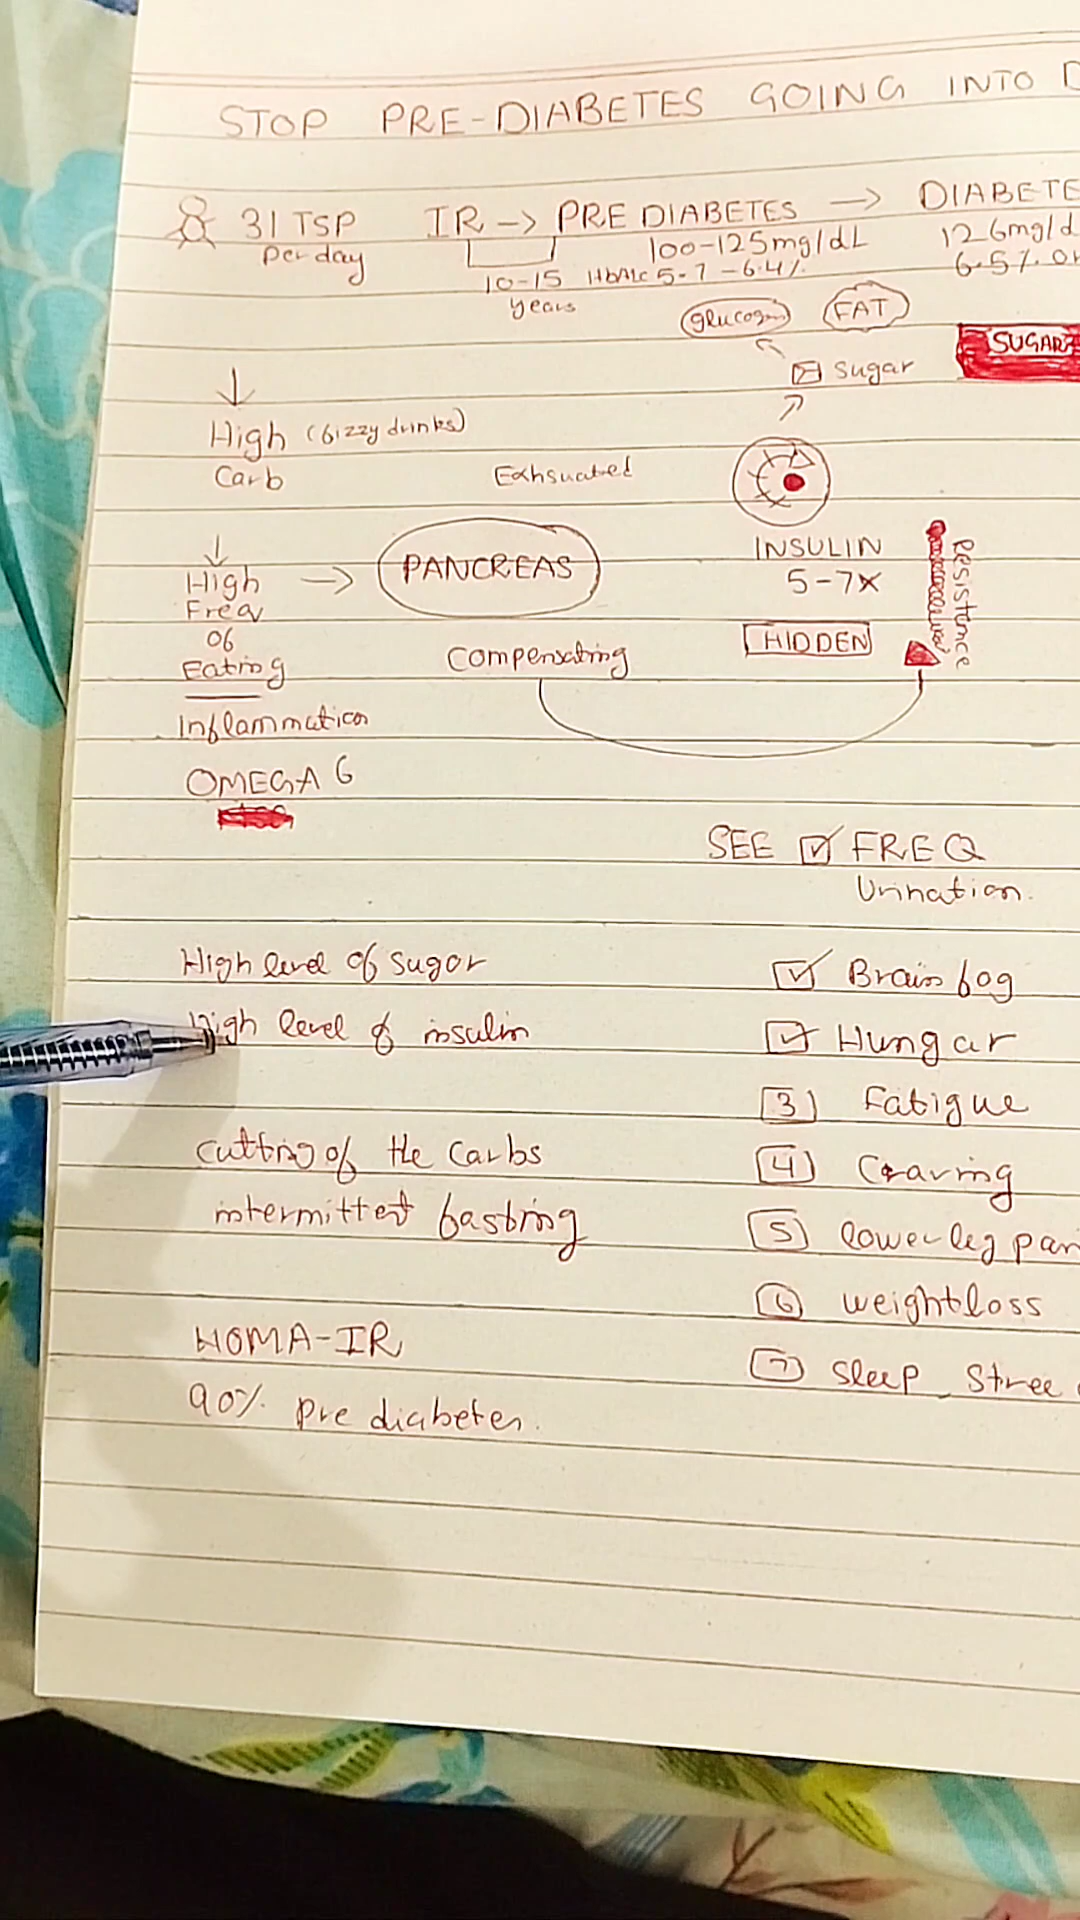 STOP PRE-DIABETES GOING INTO D
31 TSP IR → PRE DIABETES → DIABETE
Per day 100-125mg/dL 126mg/d
10-15 HbA1c 5-7-6.4% 6.5% or
years
glucogen FAT
SUGAR
sugar
↓
High (fizzy drinks)
Carb
Exhsuated
↓
High → PANCREAS
Freq
of
Eating
INSULIN
5-7x
Resistence
HIDDEN
Compensating
Inflammation
OMEGA 6
SEE FREQ
Urination.
High level of sugar
Brain fog
High level of insulin
Hungar
3 Fatigue
Cutting of the Carbs
4 Craving
intermittent fasting
5 lower leg pain
6 weightloss
HOMA-IR
7 Sleep
90% Pre diabetes.